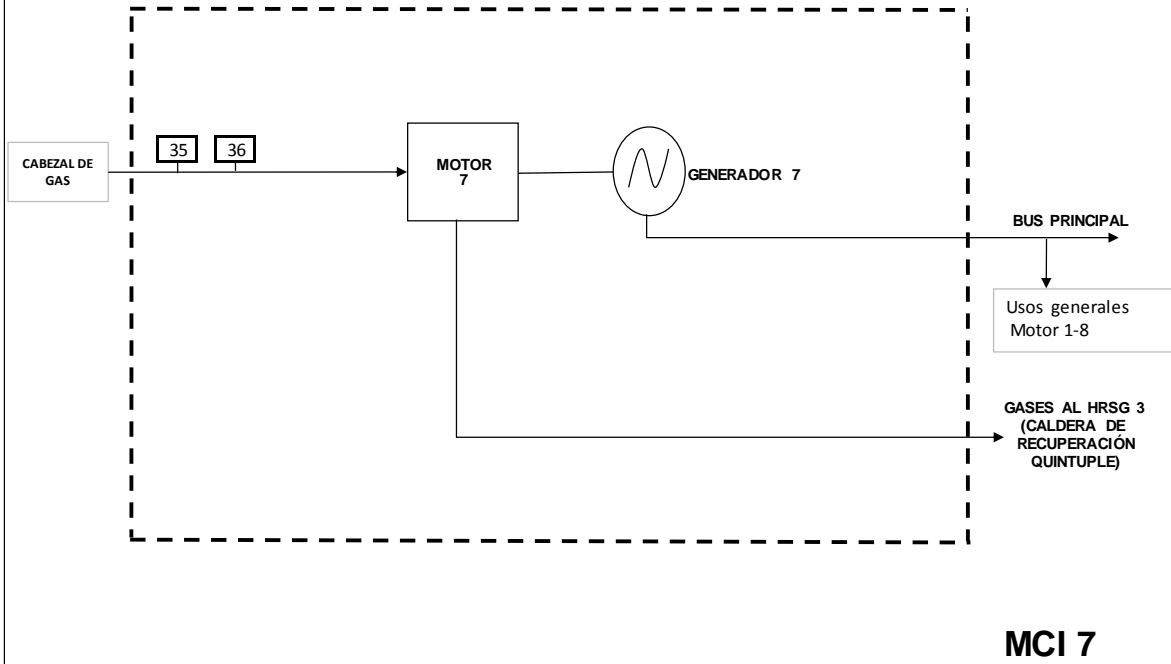 35
36
CABEZAL DE
GAS
MOTOR
7
GENERADOR 7
BUS PRINCIPAL
Usos generales
Motor 1-8
GASES AL HRSG 3
(CALDERA DE
RECUPERACIÓN
QUINTUPLE)
MCI 7